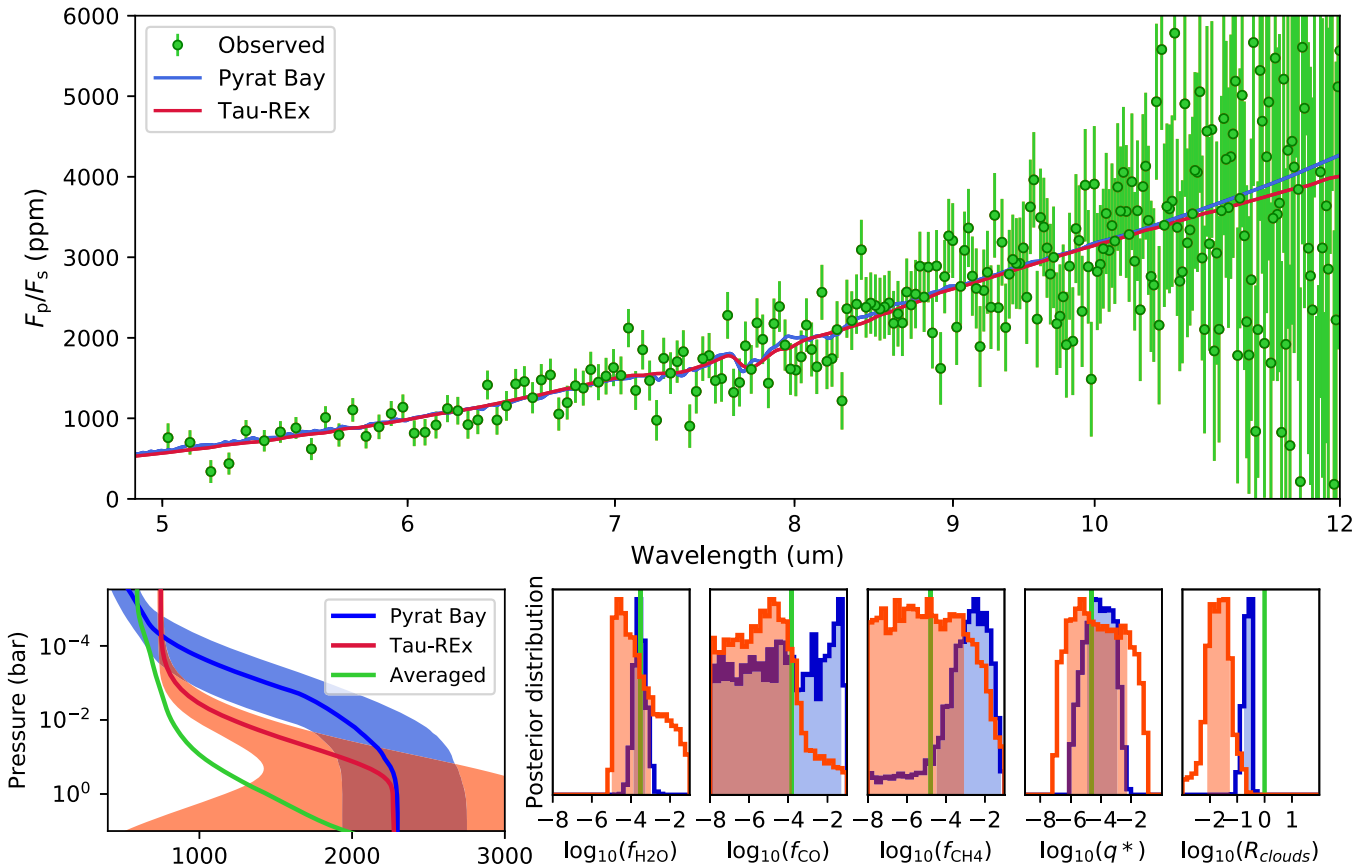 6000
5000
4000
3000
2000
1000
0
F_p/F_s (ppm)
Observed
Pyrat Bay
Tau-REx
5 6 7 8 9 10 12
Wavelength (um)
Pressure (bar)
10^-4
10^-2
10^0
Pyrat Bay
Tau-REx
Averaged
1000 2000 3000
Posterior distribution
−8 −6 −4 −2
log10(f_H2O)
−8 −6 −4 −2
log10(f_CO)
−8 −6 −4 −2
log10(f_CH4)
−8 −6 −4 −2
log10(q*)
−2 −1 0 1
log10(R_clouds)